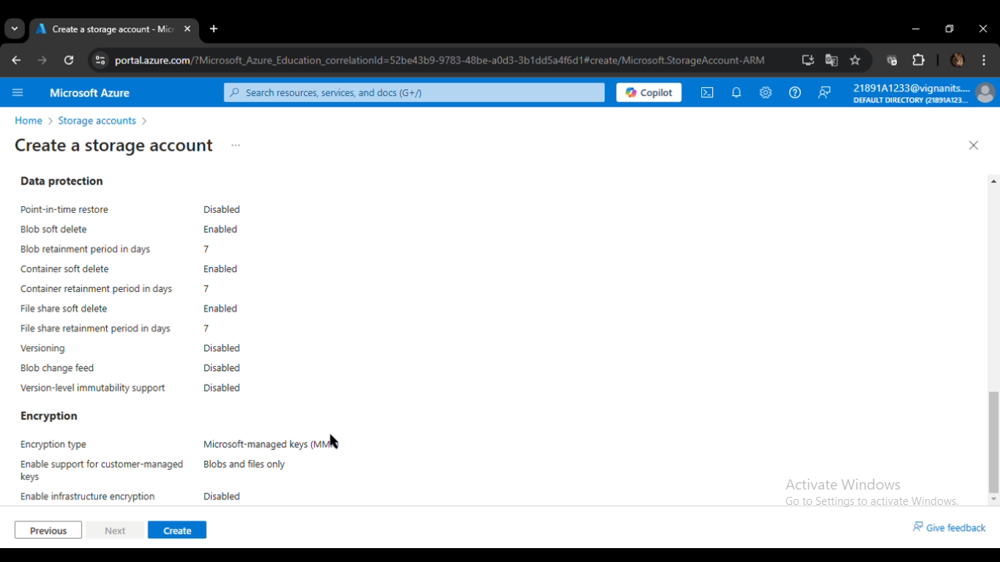 Create a storage account - Mic
portal.azure.com/?Microsoft_Azure_Education_correlationId=52be43b9-9783-48be-a0d3-3b1dd5a4f6d1#create/Microsoft.StorageAccount-ARM
Microsoft Azure
Search resources, services, and docs (G+/)
Copilot
21891A1233@vignanits....
DEFAULT DIRECTORY (21891A123...
Home > Storage accounts >
Create a storage account ...
Data protection
Point-in-time restore Disabled
Blob soft delete Enabled
Blob retainment period in days 7
Container soft delete Enabled
Container retainment period in days 7
File share soft delete Enabled
File share retainment period in days 7
Versioning Disabled
Blob change feed Disabled
Version-level immutability support Disabled
Encryption
Encryption type Microsoft-managed keys
Enable support for customer-managed Blobs and files only
keys
Enable infrastructure encryption Disabled
Activate Windows
Go to Settings to activate Windows.
Previous Next Create
Give feedback